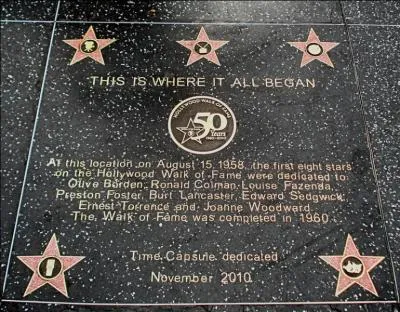 THIS IS WHERE IT ALL BEGAN
HOLLYWOOD WALK OF FAME
50 Years
1960-2010
At this location on August 15, 1958, the first eight stars
on the Hollywood Walk of Fame were dedicated to:
Olive Borden, Ronald Colman, Louise Fazenda,
Preston Foster, Burt Lancaster, Edward Sedgwick,
Ernest Torrence and Joanne Woodward.
The Walk of Fame was completed in 1960.
Time Capsule dedicated
November 2010